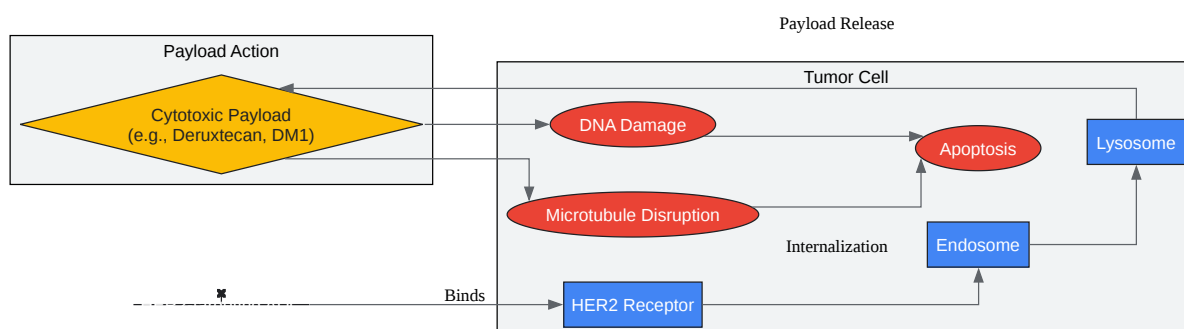 Payload Release
Payload Action
Tumor Cell
Cytotoxic Payload
(e.g., Deruxtecan, DM1)
DNA Damage
Apoptosis
Lysosome
Microtubule Disruption
Internalization
Endosome
Binds
HER2 Receptor